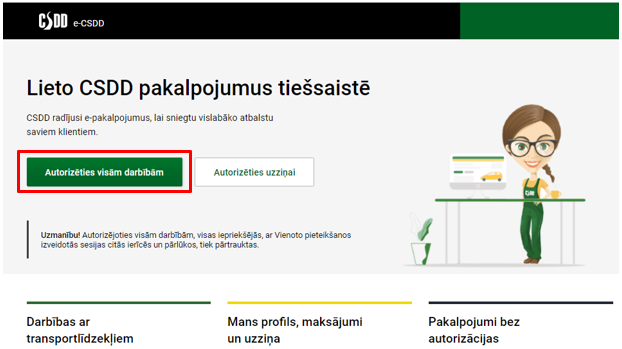 CSDD e-CSDD
Lieto CSDD pakalpojumus tiešsaistē
CSDD radījusi e-pakalpojumus, lai sniegtu vislabāko atbalstu
saviem klientiem.
Autorizēties visām darbībām
Autorizēties uzziņai
Uzmanību! Autorizējoties visām darbībām, visas iepriekšējās, ar Vienoto pieteikšanos
izveidotās sesijas citās ierīcēs un pārlūkos, tiek pārtrauktas.
Darbības ar
transportlīdzekļiem
Mans profils, maksājumi
un uzziņa
Pakalpojumi bez
autorizācijas